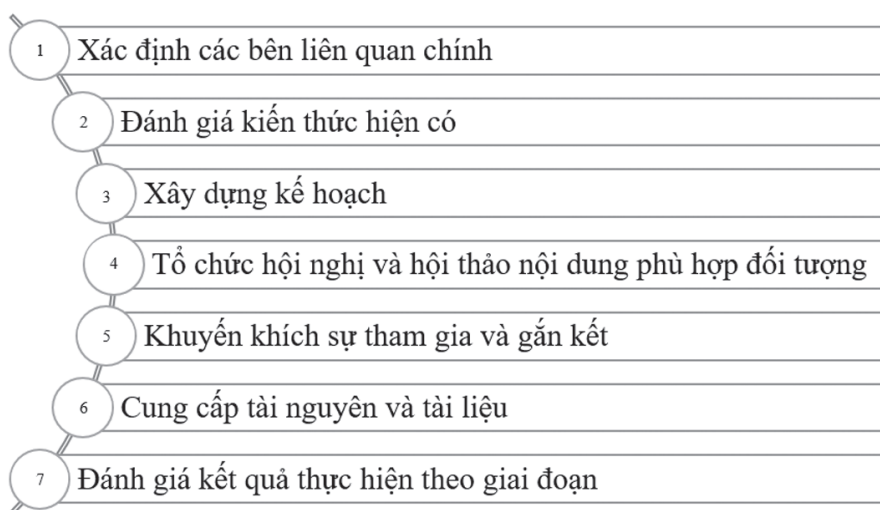 1 Xác định các bên liên quan chính
2 Đánh giá kiến thức hiện có
3 Xây dựng kế hoạch
4 Tổ chức hội nghị và hội thảo nội dung phù hợp đối tượng
5 Khuyến khích sự tham gia và gắn kết
6 Cung cấp tài nguyên và tài liệu
7 Đánh giá kết quả thực hiện theo giai đoạn